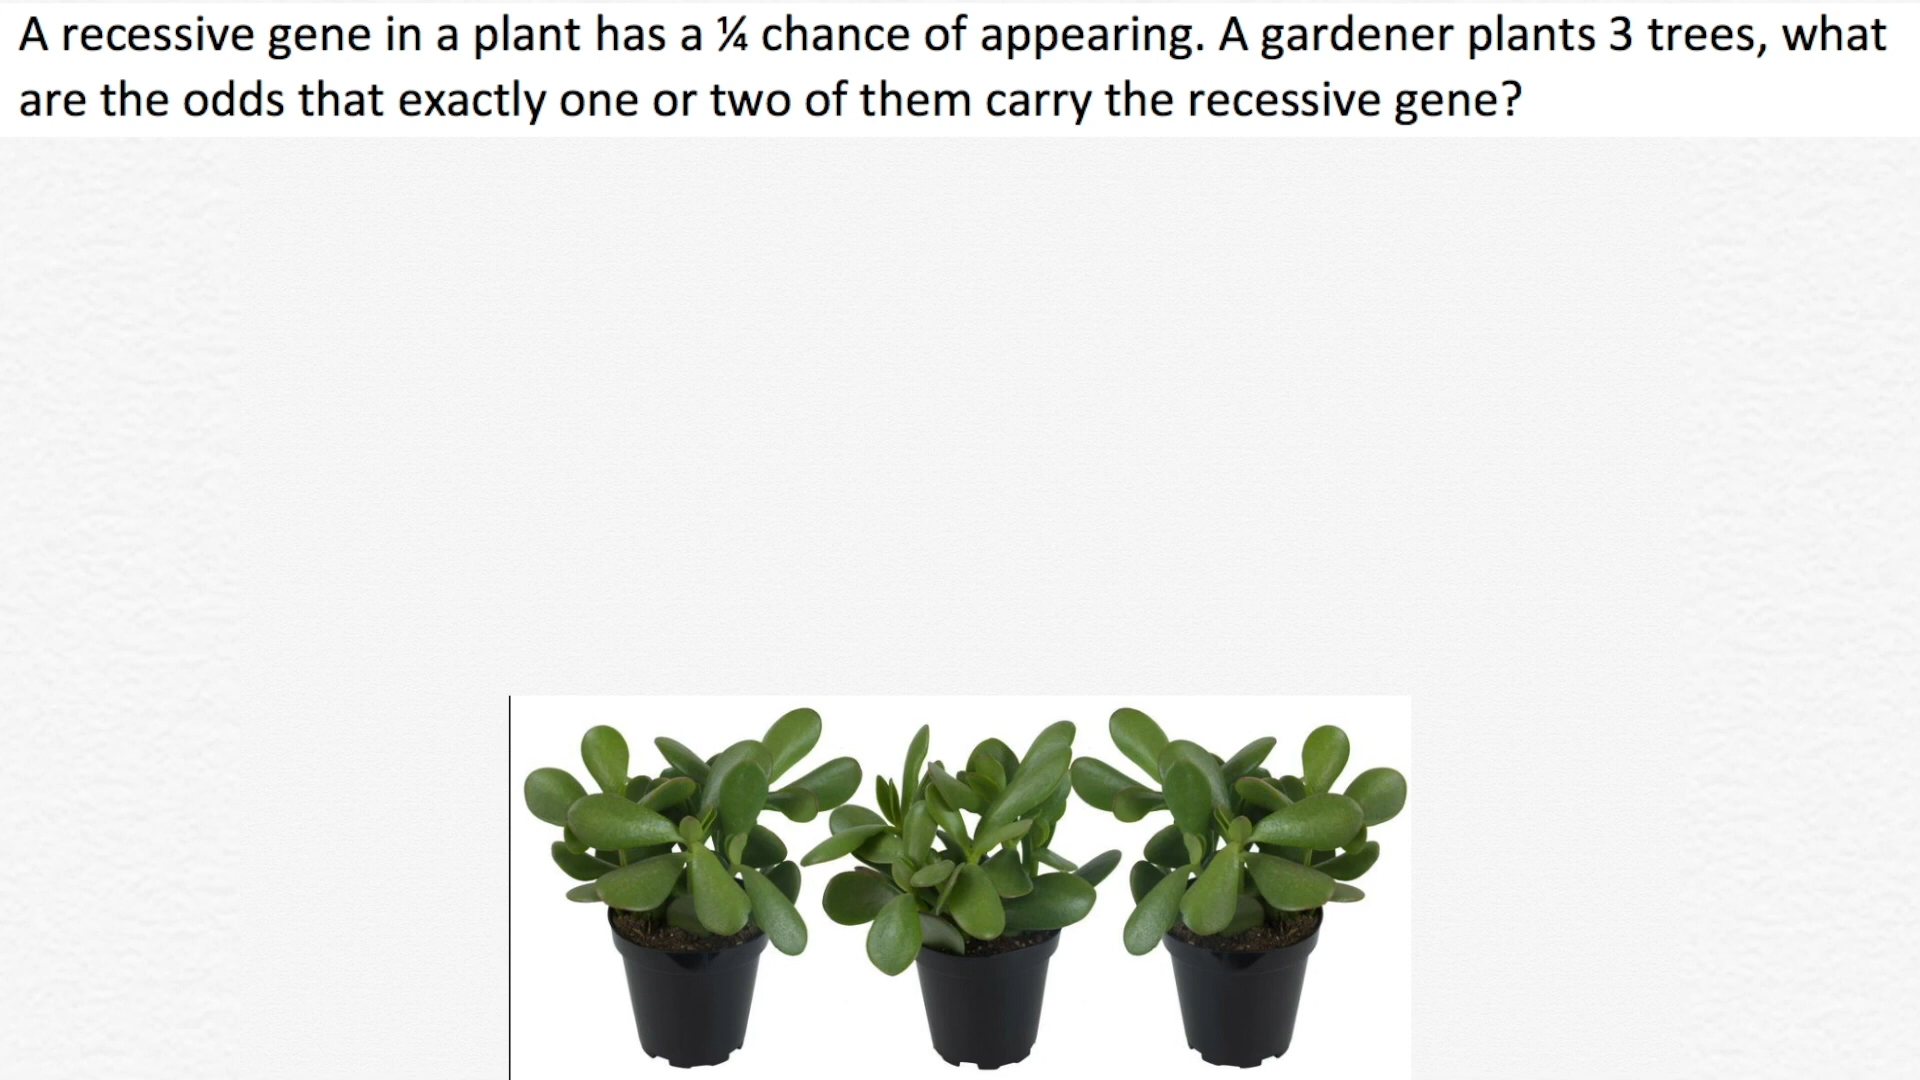 A recessive gene in a plant has a ¼ chance of appearing. A gardener plants 3 trees, what
are the odds that exactly one or two of them carry the recessive gene?